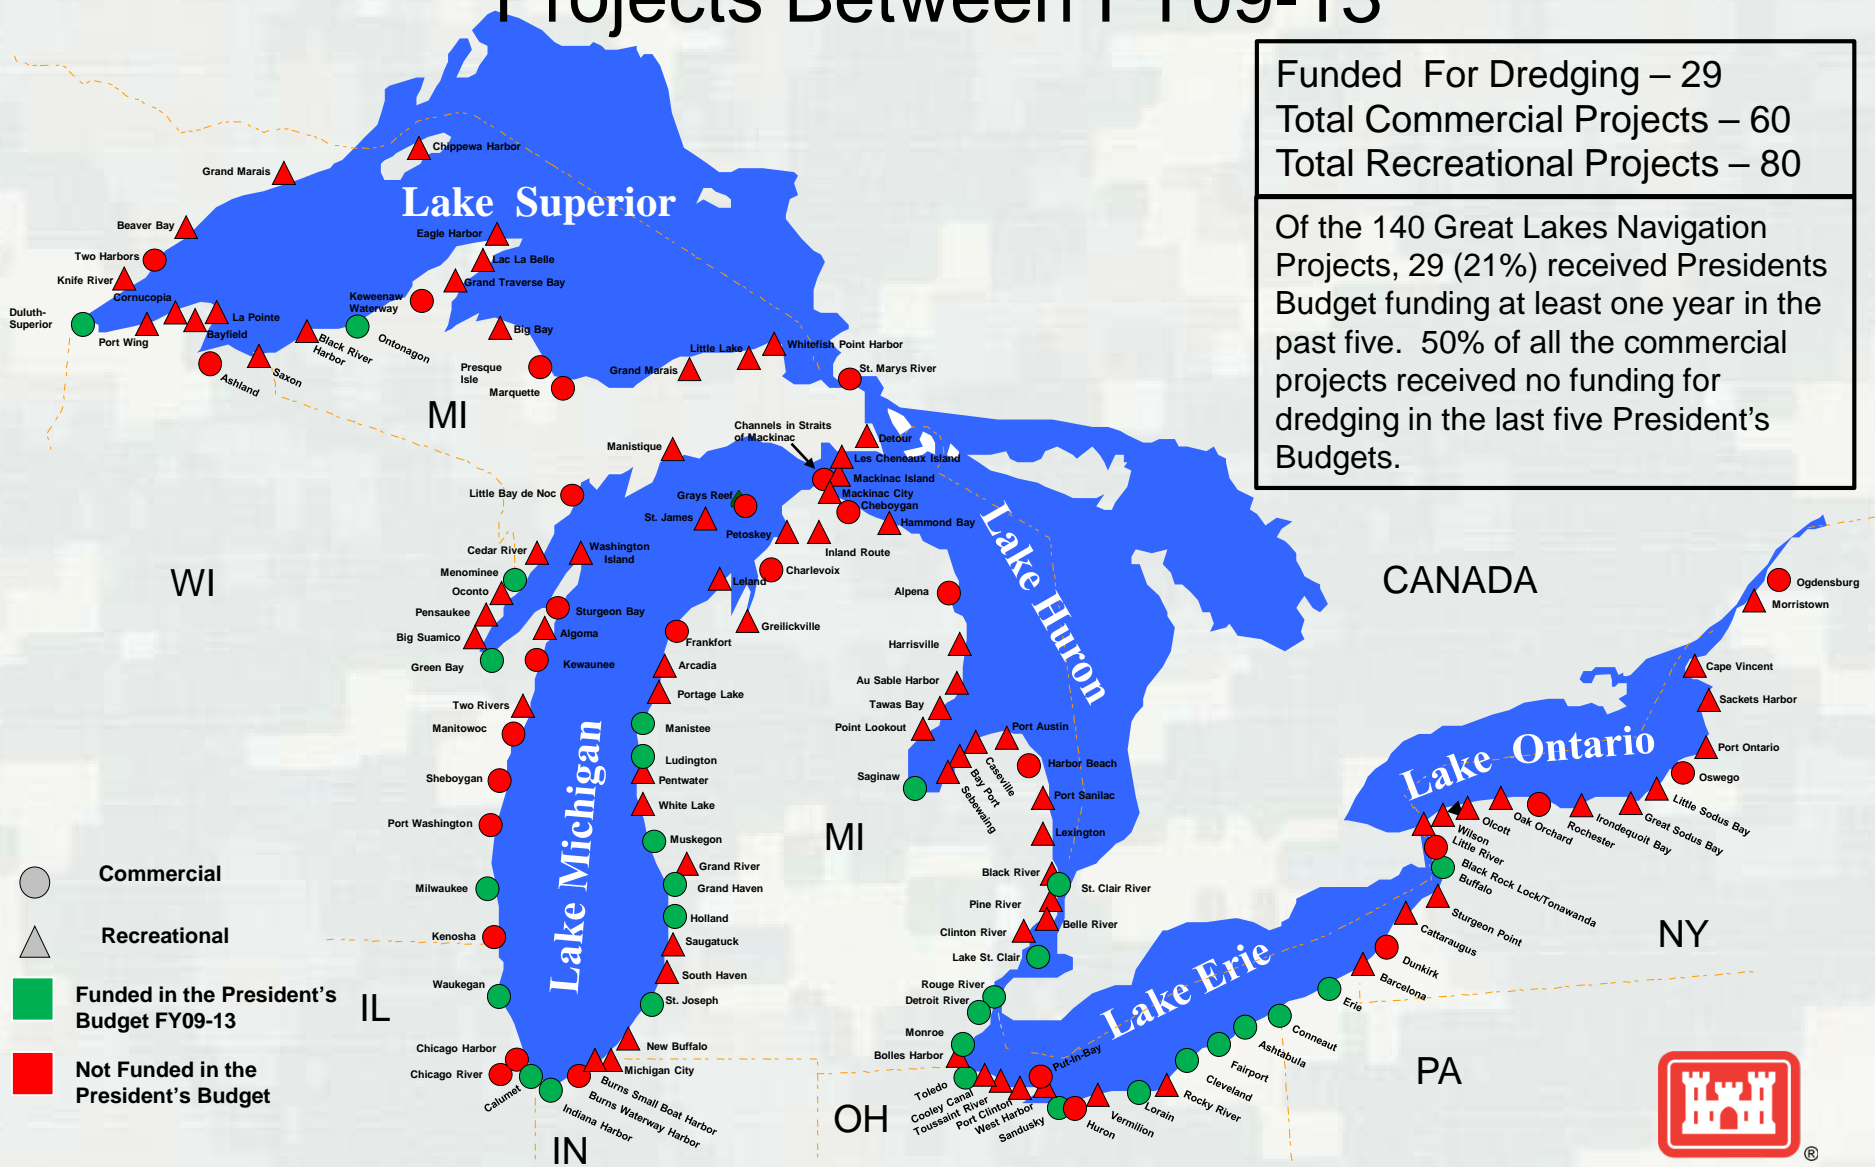 Projects Between FY09-13
Funded For Dredging – 29
Total Commercial Projects – 60
Total Recreational Projects – 80
Of the 140 Great Lakes Navigation
Projects, 29 (21%) received Presidents
Budget funding at least one year in the
past five. 50% of all the commercial
projects received no funding for
dredging in the last five President’s
Budgets.
Chippewa Harbor
Grand Marais
Lake Superior
Beaver Bay
Eagle Harbor
Two Harbors
Lac La Belle
Knife River
Grand Traverse Bay
Cornucopia
Keweenaw
Waterway
Duluth-
Superior
La Pointe
Port Wing
Bayfield
Black River
Harbor
Ontonagon
Big Bay
Ashland
Saxon
Presque
Isle
Marquette
Grand Marais
Little Lake
Whitefish Point Harbor
St. Marys River
MI
Channels in Straits
of Mackinac
Manistique
Detour
Les Cheneaux Island
Mackinac Island
Mackinac City
Cheboygan
Hammond Bay
Little Bay de Noc
Grays Reef
St. James
Petoskey
Inland Route
Charlevoix
Leland
Greilickville
Cedar River
Washington
Island
Menominee
Oconto
Pensaukee
Big Suamico
Green Bay
Sturgeon Bay
Algoma
Kewaunee
WI
Frankfort
Arcadia
Portage Lake
Two Rivers
Manitowoc
Manistee
Ludington
Pentwater
Sheboygan
White Lake
Port Washington
Muskegon
Grand River
Milwaukee
Grand Haven
Holland
Kenosha
Saugatuck
South Haven
Waukegan
St. Joseph
Lake Michigan
IL
New Buffalo
Chicago Harbor
Michigan City
Chicago River
Calumet
Burns Small Boat Harbor
Burns Waterway Harbor
Indiana Harbor
IN
Lake Huron
Alpena
Harrisville
Au Sable Harbor
Tawas Bay
Point Lookout
Port Austin
Caseville
Bay Port
Sebewaing
Saginaw
Harbor Beach
Port Sanilac
Lexington
MI
Black River
St. Clair River
Pine River
Belle River
Clinton River
Lake St. Clair
Rouge River
Detroit River
Monroe
Bolles Harbor
Toledo
Cooley Canal
Toussaint River
Port Clinton
West Harbor
Put-In-Bay
Sandusky
Huron
Vermilion
Lorain
Rocky River
Cleveland
Fairport
Ashtabula
Conneaut
Erie
Lake Erie
OH
PA
CANADA
Ogdensburg
Morristown
Cape Vincent
Sackets Harbor
Port Ontario
Oswego
Lake Ontario
Little Sodus Bay
Great Sodus Bay
Irondequoit Bay
Rochester
Oak Orchard
Olcott
Wilson
Little River
Black Rock Lock/Tonawanda
Buffalo
Sturgeon Point
Cattaraugus
Dunkirk
Barcelona
NY
Commercial
Recreational
Funded in the President’s
Budget FY09-13
Not Funded in the
President’s Budget
®